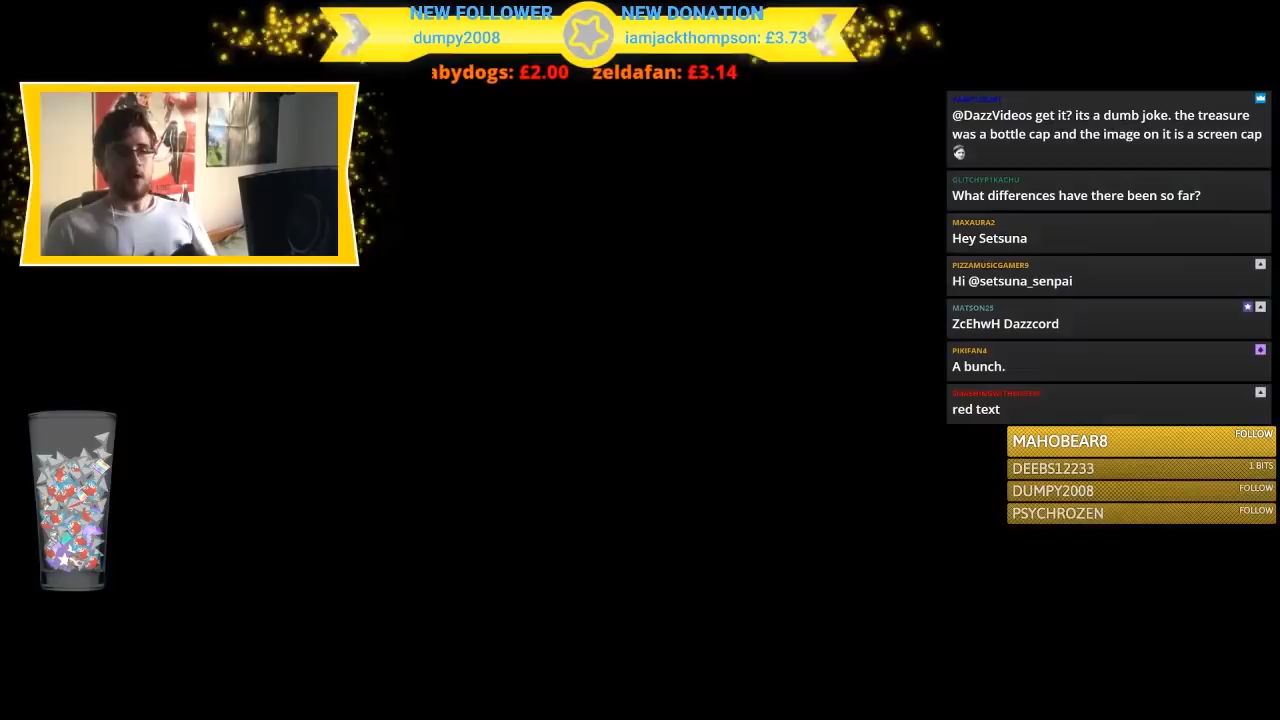 NEW FOLLOWER
NEW DONATION
dumpy2008
iamjackthompson: £3.73
abydogs: £2.00 zeldafan: £3.14
@DazzVideos get it? its a dumb joke. the treasure
was a bottle cap and the image on it is a screen cap
GLITCHYP1KACHU
What differences have there been so far?
MAXAURA2
Hey Setsuna
PIZZAMUSICGAMER9
Hi @setsuna_senpai
MATSON25
ZcEhwH Dazzcord
PIKIFAN4
A bunch.
red text
MAHOBEAR8 FOLLOW
DEEBS12233 1 BITS
DUMPY2008 FOLLOW
PSYCHROZEN FOLLOW